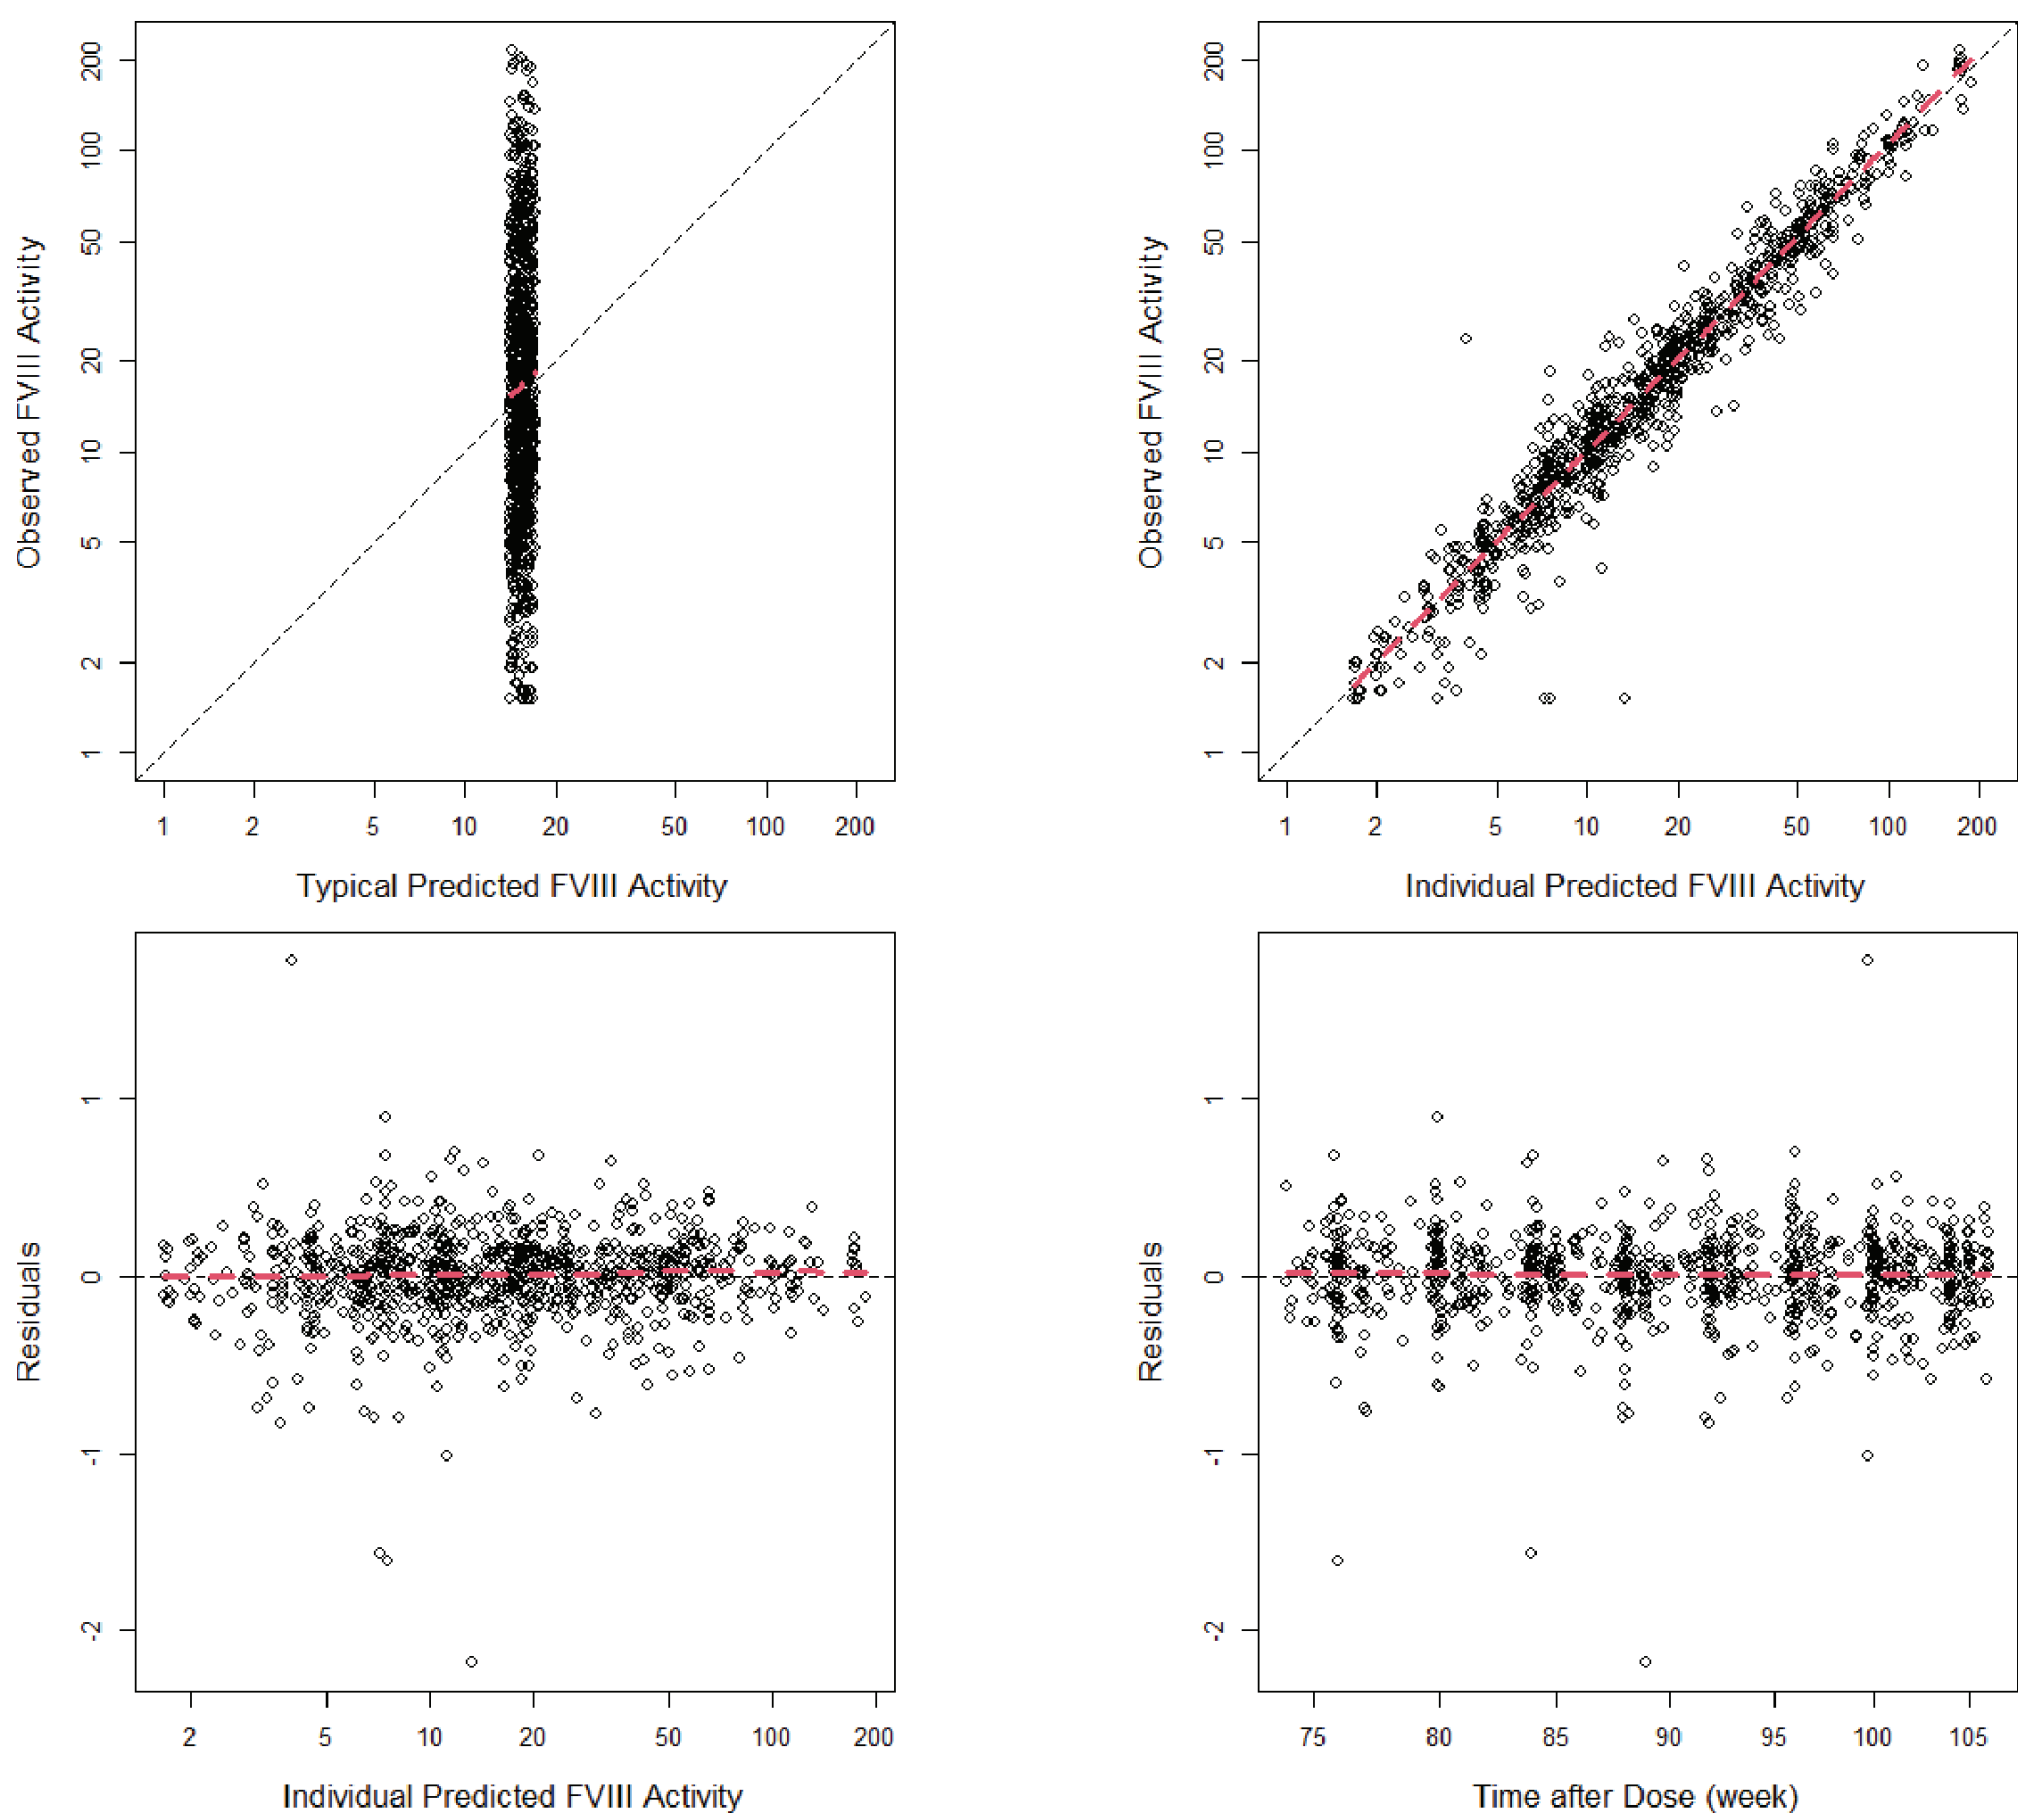 Observed FVIII Activity
200
100
50
20
10
5
2
1
1 2 5 10 20 50 100 200
Typical Predicted FVIII Activity
Observed FVIII Activity
200
100
50
20
10
5
2
1
1 2 5 10 20 50 100 200
Individual Predicted FVIII Activity
Residuals
1
0
-1
-2
2 5 10 20 50 100 200
Individual Predicted FVIII Activity
Residuals
1
0
-1
-2
75 80 85 90 95 100 105
Time after Dose (week)